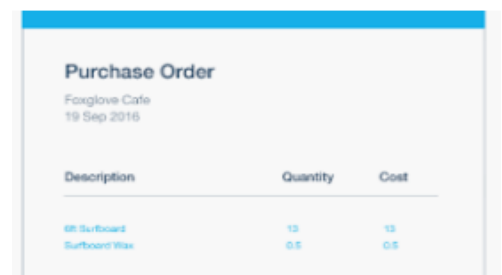 Purchase Order
Foxglove Cafe
19 Sep 2016
Description Quantity Cost
6ft Surfboard 13 13
Surfboard Wax 0.5 0.5